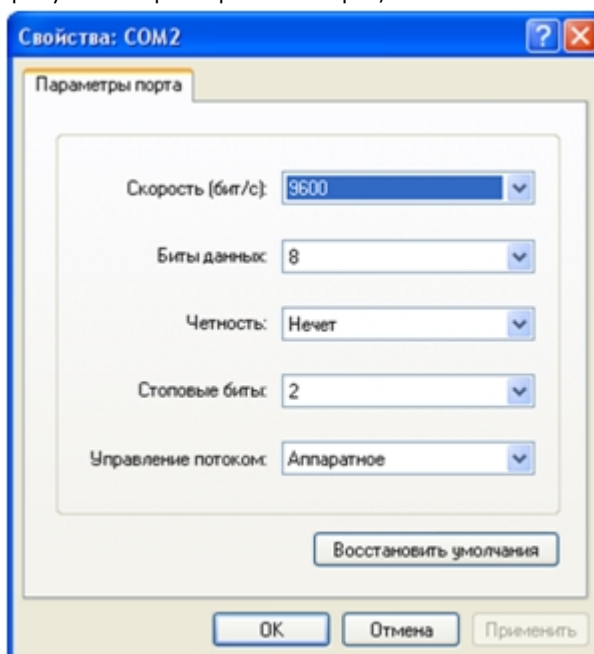 Свойства: COM2
Параметры порта
Скорость (бит/с): 9600
Биты данных: 8
Четность: Нечет
Стоповые биты: 2
Управление потоком: Аппаратное
Восстановить умолчания
OK Отмена Применить